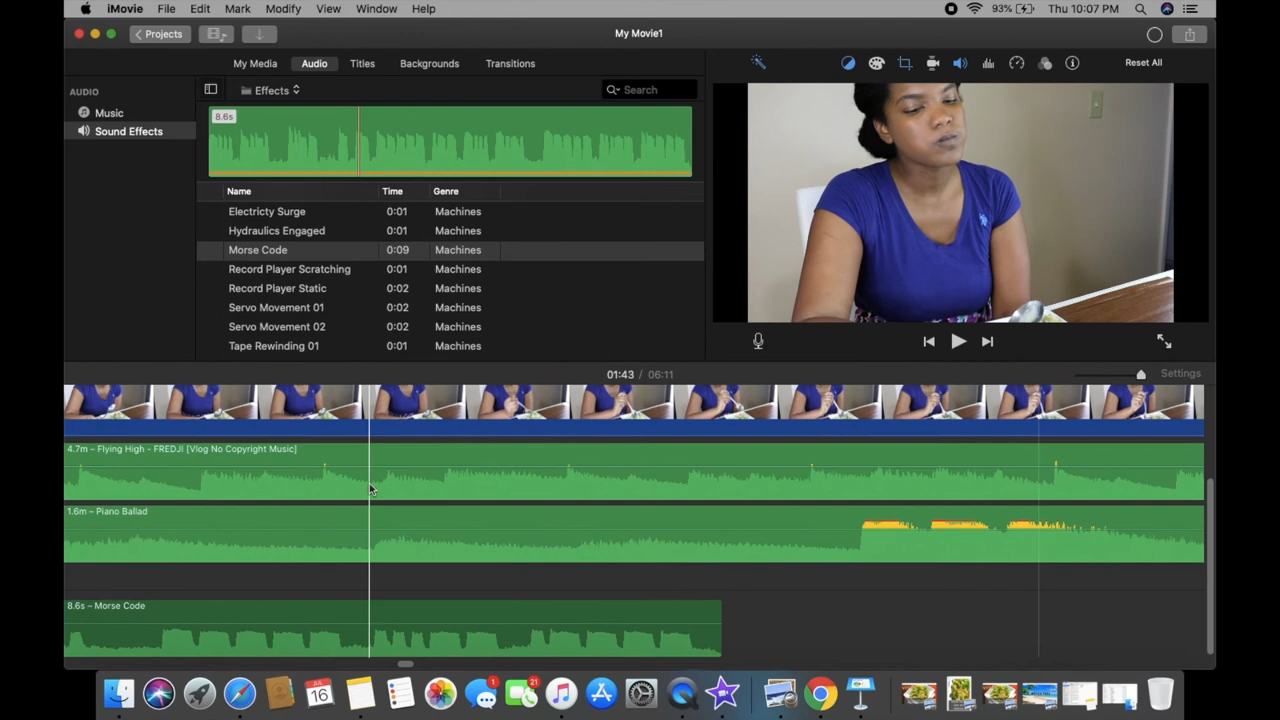 iMovie File Edit Mark Modify View Window Help 93% Thu 10:07 PM
Projects My Movie1
My Media Audio Titles Backgrounds Transitions Reset All
AUDIO
Music
Sound Effects
Effects Search
8.6s
Name Time Genre
Electricty Surge 0:01 Machines
Hydraulics Engaged 0:01 Machines
Morse Code 0:09 Machines
Record Player Scratching 0:01 Machines
Record Player Static 0:02 Machines
Servo Movement 01 0:02 Machines
Servo Movement 02 0:02 Machines
Tape Rewinding 01 0:01 Machines
01:43 / 06:11 Settings
4.7m – Flying High - FREDJI [Vlog No Copyright Music]
1.6m – Piano Ballad
8.6s – Morse Code
JUL 16 1 21